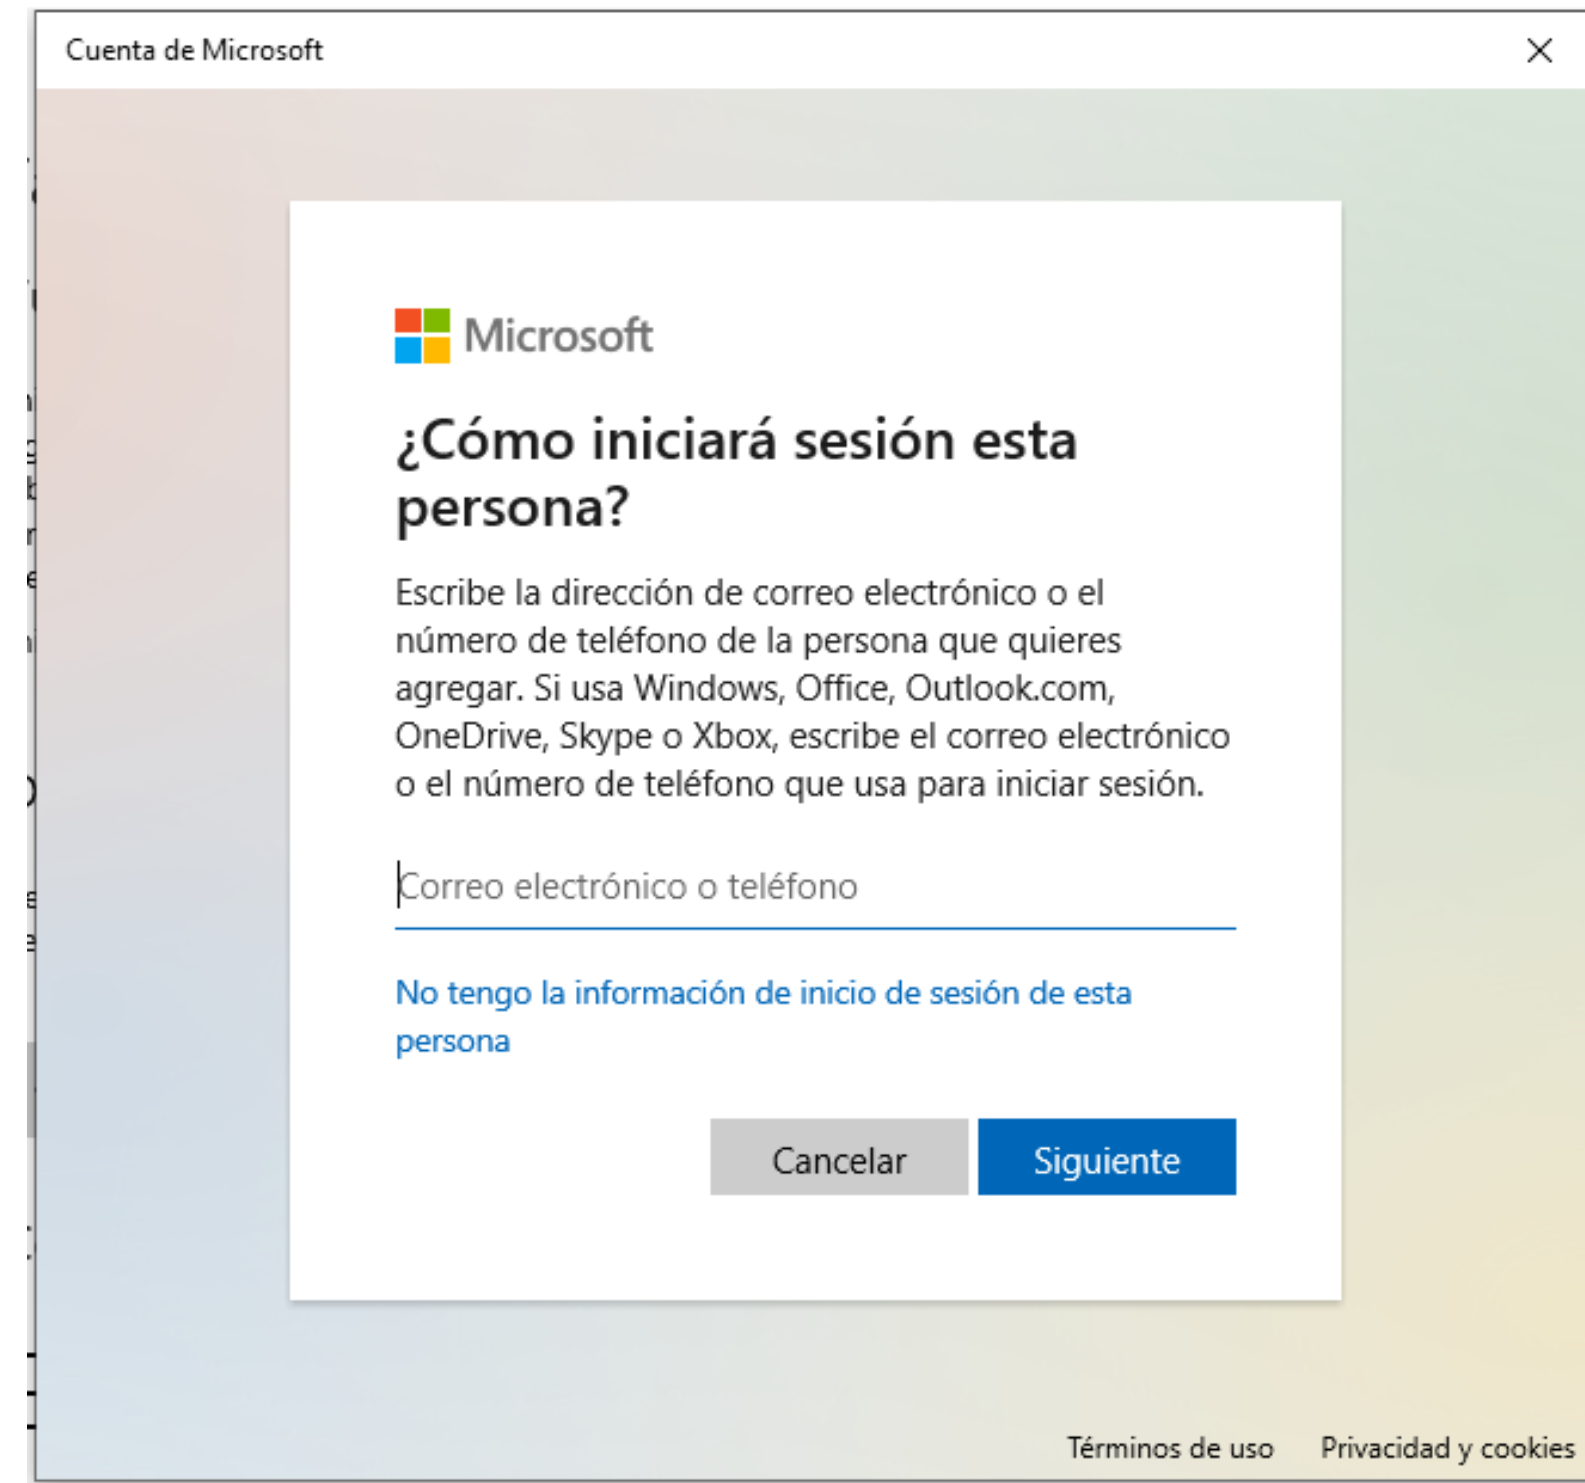 Cuenta de Microsoft
Microsoft
¿Cómo iniciará sesión esta
persona?
Escribe la dirección de correo electrónico o el
número de teléfono de la persona que quieres
agregar. Si usa Windows, Office, Outlook.com,
OneDrive, Skype o Xbox, escribe el correo electrónico
o el número de teléfono que usa para iniciar sesión.
Correo electrónico o teléfono
No tengo la información de inicio de sesión de esta
persona
Cancelar Siguiente
Términos de uso Privacidad y cookies